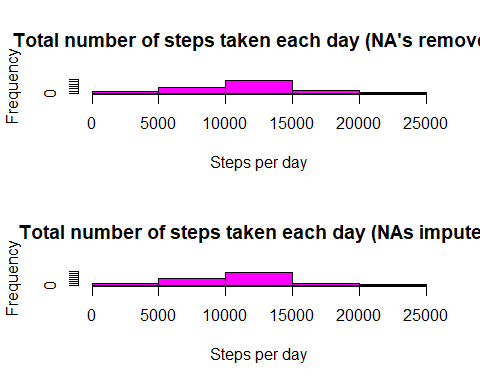 Total number of steps taken each day (NA's remove
Frequency
0
0 5000 10000 15000 20000 25000
Steps per day
Total number of steps taken each day (NAs impute
Frequency
0
0 5000 10000 15000 20000 25000
Steps per day